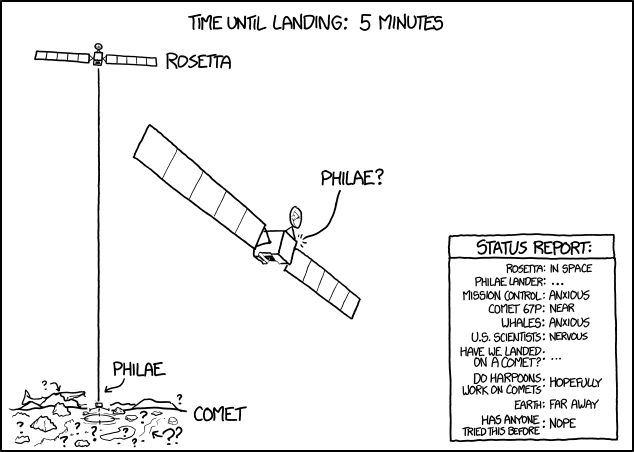 TIME UNTIL LANDING: 5 MINUTES
ROSETTA
PHILAE?
PHILAE
COMET
? ? ? ? ? ? ? ? ??
STATUS REPORT:
ROSETTA: IN SPACE
PHILAE LANDER: ...
MISSION CONTROL: ANXIOUS
COMET 67P: NEAR
WHALES: ANXIOUS
U.S. SCIENTISTS: NERVOUS
HAVE WE LANDED
ON A COMET?: ...
DO HARPOONS
WORK ON COMETS: HOPEFULLY
EARTH: FAR AWAY
HAS ANYONE
TRIED THIS BEFORE: NOPE